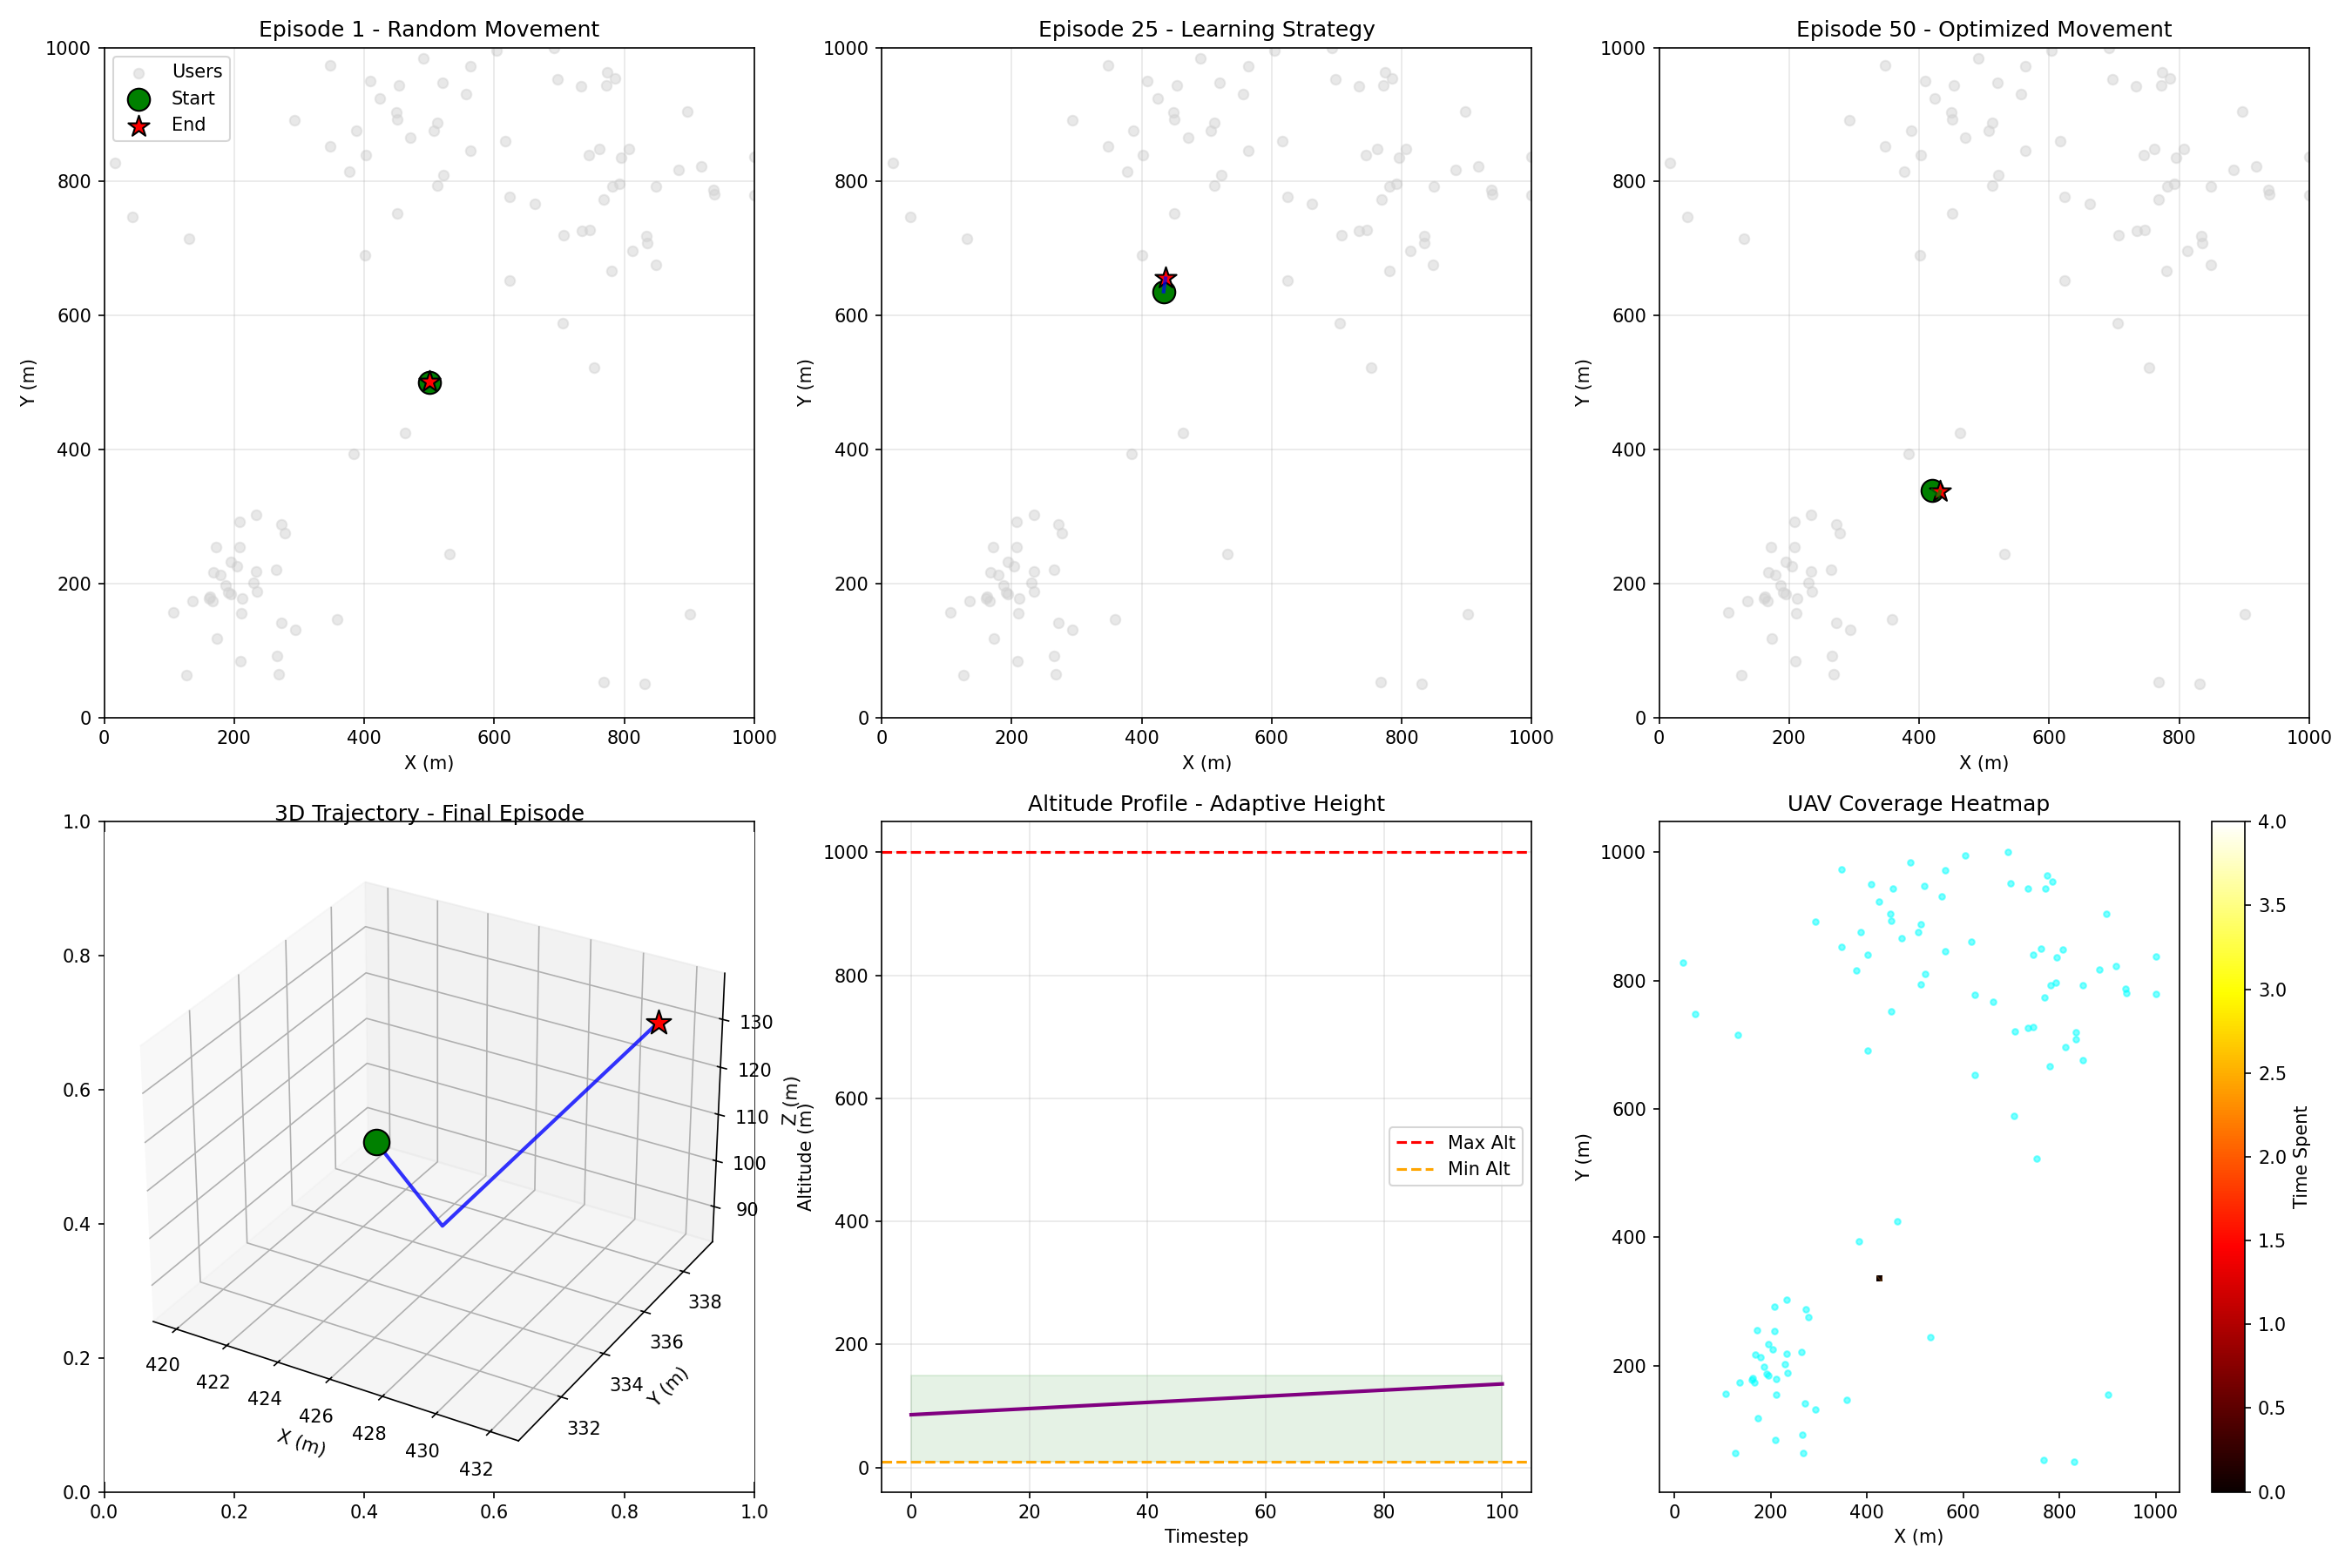 Episode 1 - Random Movement
1000
800
600
400
200
0
Y (m)
Users
Start
End
0 200 400 600 800 1000
X (m)
Episode 25 - Learning Strategy
1000
800
600
400
200
0
Y (m)
0 200 400 600 800 1000
X (m)
Episode 50 - Optimized Movement
1000
800
600
400
200
0
Y (m)
0 200 400 600 800 1000
X (m)
3D Trajectory - Final Episode
1.0
0.8
0.6
0.4
0.2
0.0
0.0 0.2 0.4 0.6 0.8 1.0
130
120
110
100
90
Z (m)
338
336
334
332
Y (m)
420
422
424
426
428
430
432
X (m)
Altitude Profile - Adaptive Height
1000
800
600
400
200
0
Altitude (m)
Max Alt
Min Alt
0 20 40 60 80 100
Timestep
UAV Coverage Heatmap
1000
800
600
400
200
Y (m)
0 200 400 600 800 1000
X (m)
4.0
3.5
3.0
2.5
2.0
1.5
1.0
0.5
0.0
Time Spent